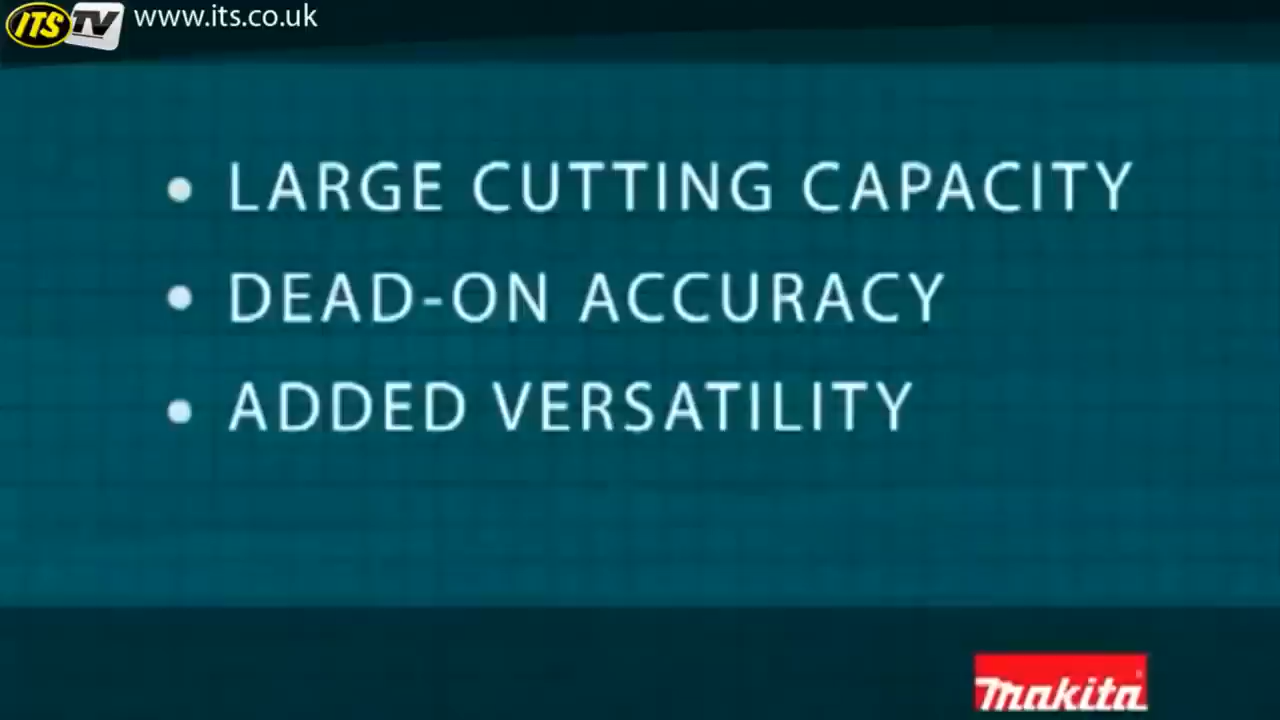 ITS TV www.its.co.uk
• LARGE CUTTING CAPACITY
• DEAD-ON ACCURACY
• ADDED VERSATILITY
makita